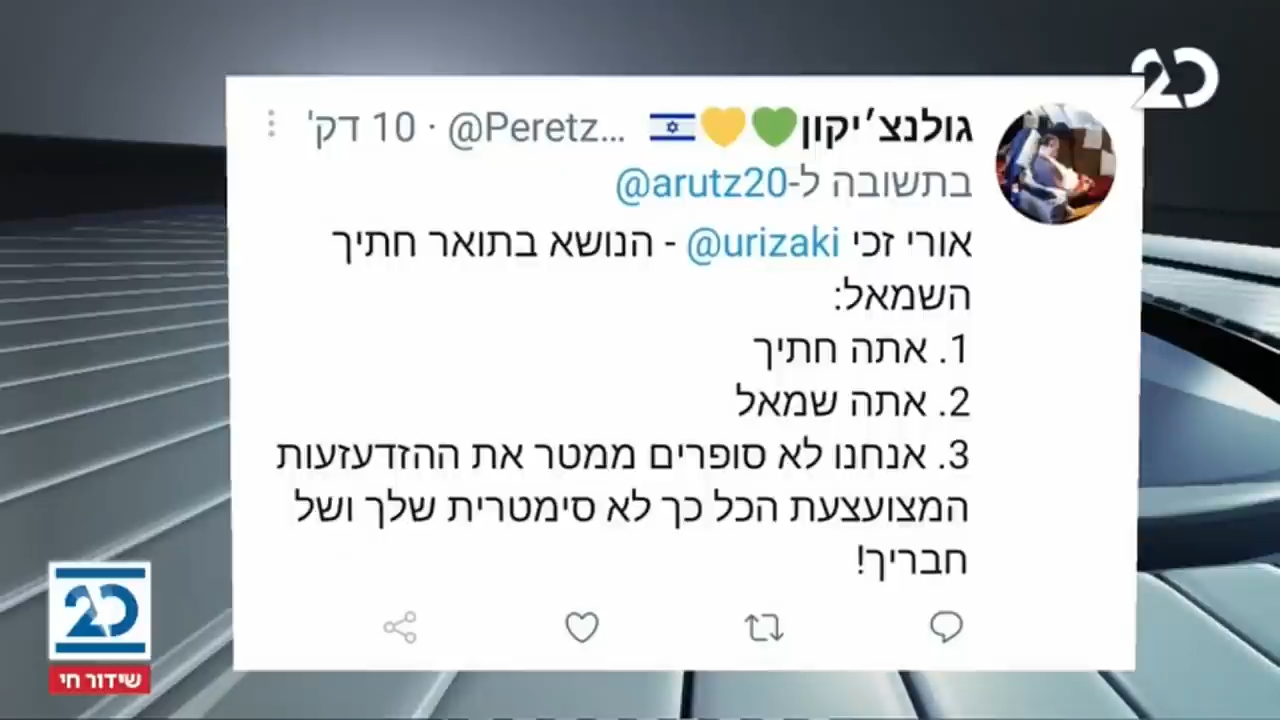 20
גולנצ׳יקון💚💛🇮🇱 @Peretz... · 10 דק'
בתשובה ל-@arutz20
אורי זכי @urizaki - הנושא בתואר חתיך
השמאל:
1. אתה חתיך
2. אתה שמאל
3. אנחנו לא סופרים ממטר את ההזדעזעות
המצועצעת הכל כך לא סימטרית שלך ושל
חבריך!
20
שידור חי